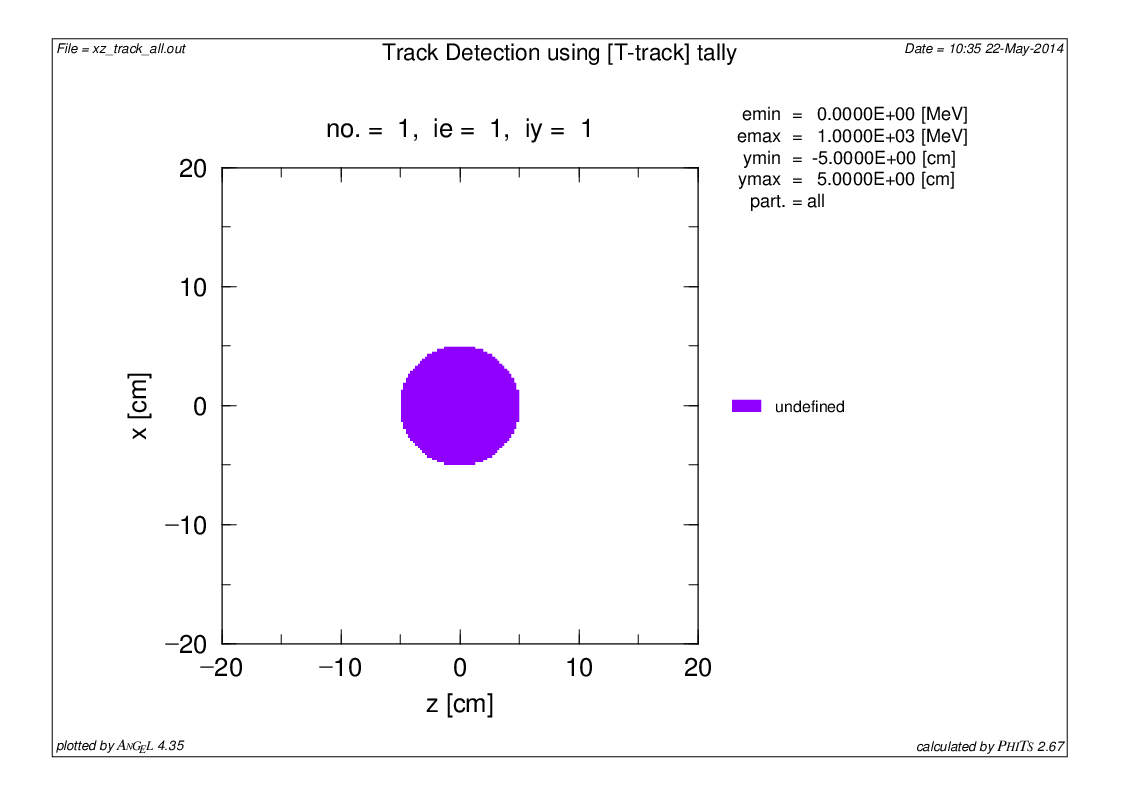 File = xz_track_all.out
Date = 10:35 22-May-2014
Track Detection using [T-track] tally
no. = 1, ie = 1, iy = 1
emin = 0.0000E+00 [MeV]
emax = 1.0000E+03 [MeV]
ymin = -5.0000E+00 [cm]
ymax = 5.0000E+00 [cm]
part. = all
20
10
0
−10
−20
x [cm]
undefined
−20 −10 0 10 20
z [cm]
plotted by ANGEL 4.35
calculated by PHITS 2.67